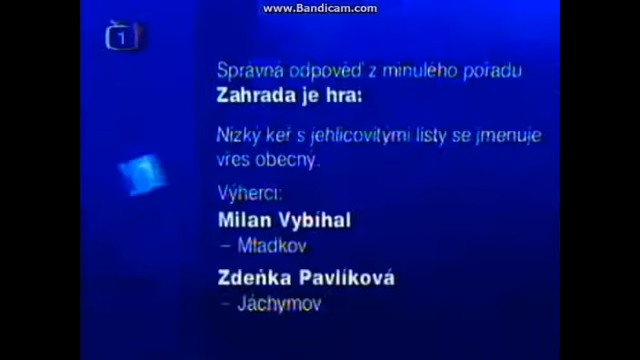 www.Bandicam.com
1
Správná odpověď z minulého pořadu
Zahrada je hra:
Nízký keř s jehlicovitými listy se jmenuje
vřes obecný.
Výherci:
Milan Vybíhal
– Mladkov
Zdeňka Pavlíková
– Jáchymov